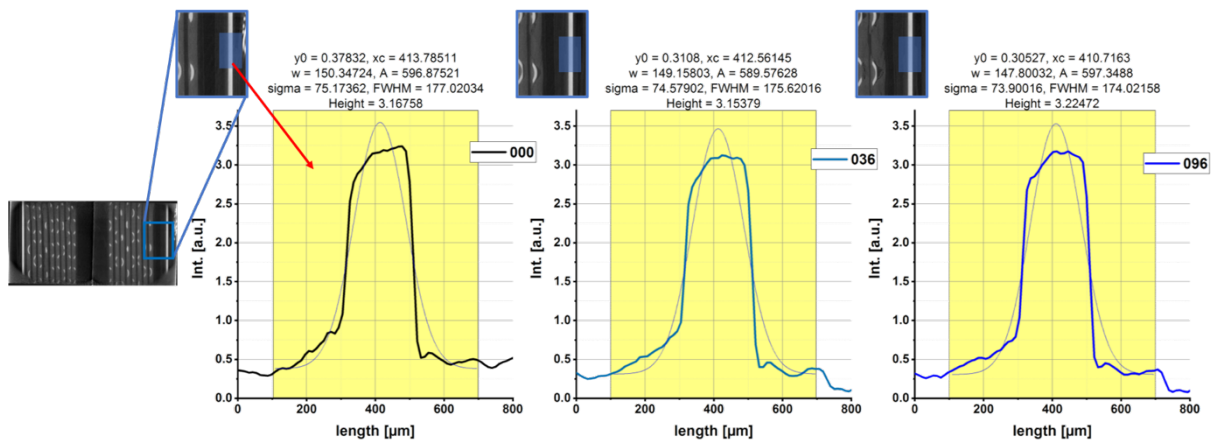 y0 = 0.37832, xc = 413.78511
w = 150.34724, A = 596.87521
sigma = 75.17362, FWHM = 177.02034
Height = 3.16758
000
3.5
3.0
2.5
2.0
1.5
1.0
0.5
0.0
Int. [a.u.]
0 200 400 600 800
length [µm]
y0 = 0.3108, xc = 412.56145
w = 149.15803, A = 589.57628
sigma = 74.57902, FWHM = 175.62016
Height = 3.15379
036
3.5
3.0
2.5
2.0
1.5
1.0
0.5
0.0
Int. [a.u.]
0 200 400 600 800
length [µm]
y0 = 0.30527, xc = 410.7163
w = 147.80032, A = 597.3488
sigma = 73.90016, FWHM = 174.02158
Height = 3.22472
096
3.5
3.0
2.5
2.0
1.5
1.0
0.5
0.0
Int. [a.u.]
0 200 400 600 800
length [µm]